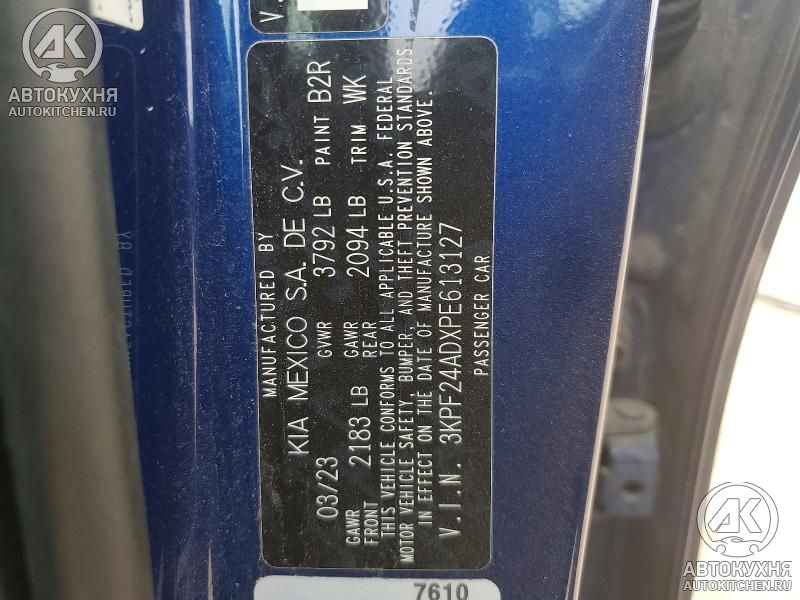 АВТОКУХНЯ
AUTOKITCHEN.RU
V.
MANUFACTURED BY
KIA MEXICO S.A. DE C.V.
03/23 GVWR 3792 LB PAINT B2R
GAWR FRONT 2183 LB GAWR REAR 2094 LB TRIM WK
THIS VEHICLE CONFORMS TO ALL APPLICABLE U.S.A. FEDERAL
MOTOR VEHICLE SAFETY, BUMPER, AND THEFT PREVENTION STANDARDS
IN EFFECT ON THE DATE OF MANUFACTURE SHOWN ABOVE.
V.I.N. 3KPF24ADXPE613127
PASSENGER CAR
7610
АВТОКУХНЯ
AUTOKITCHEN.RU